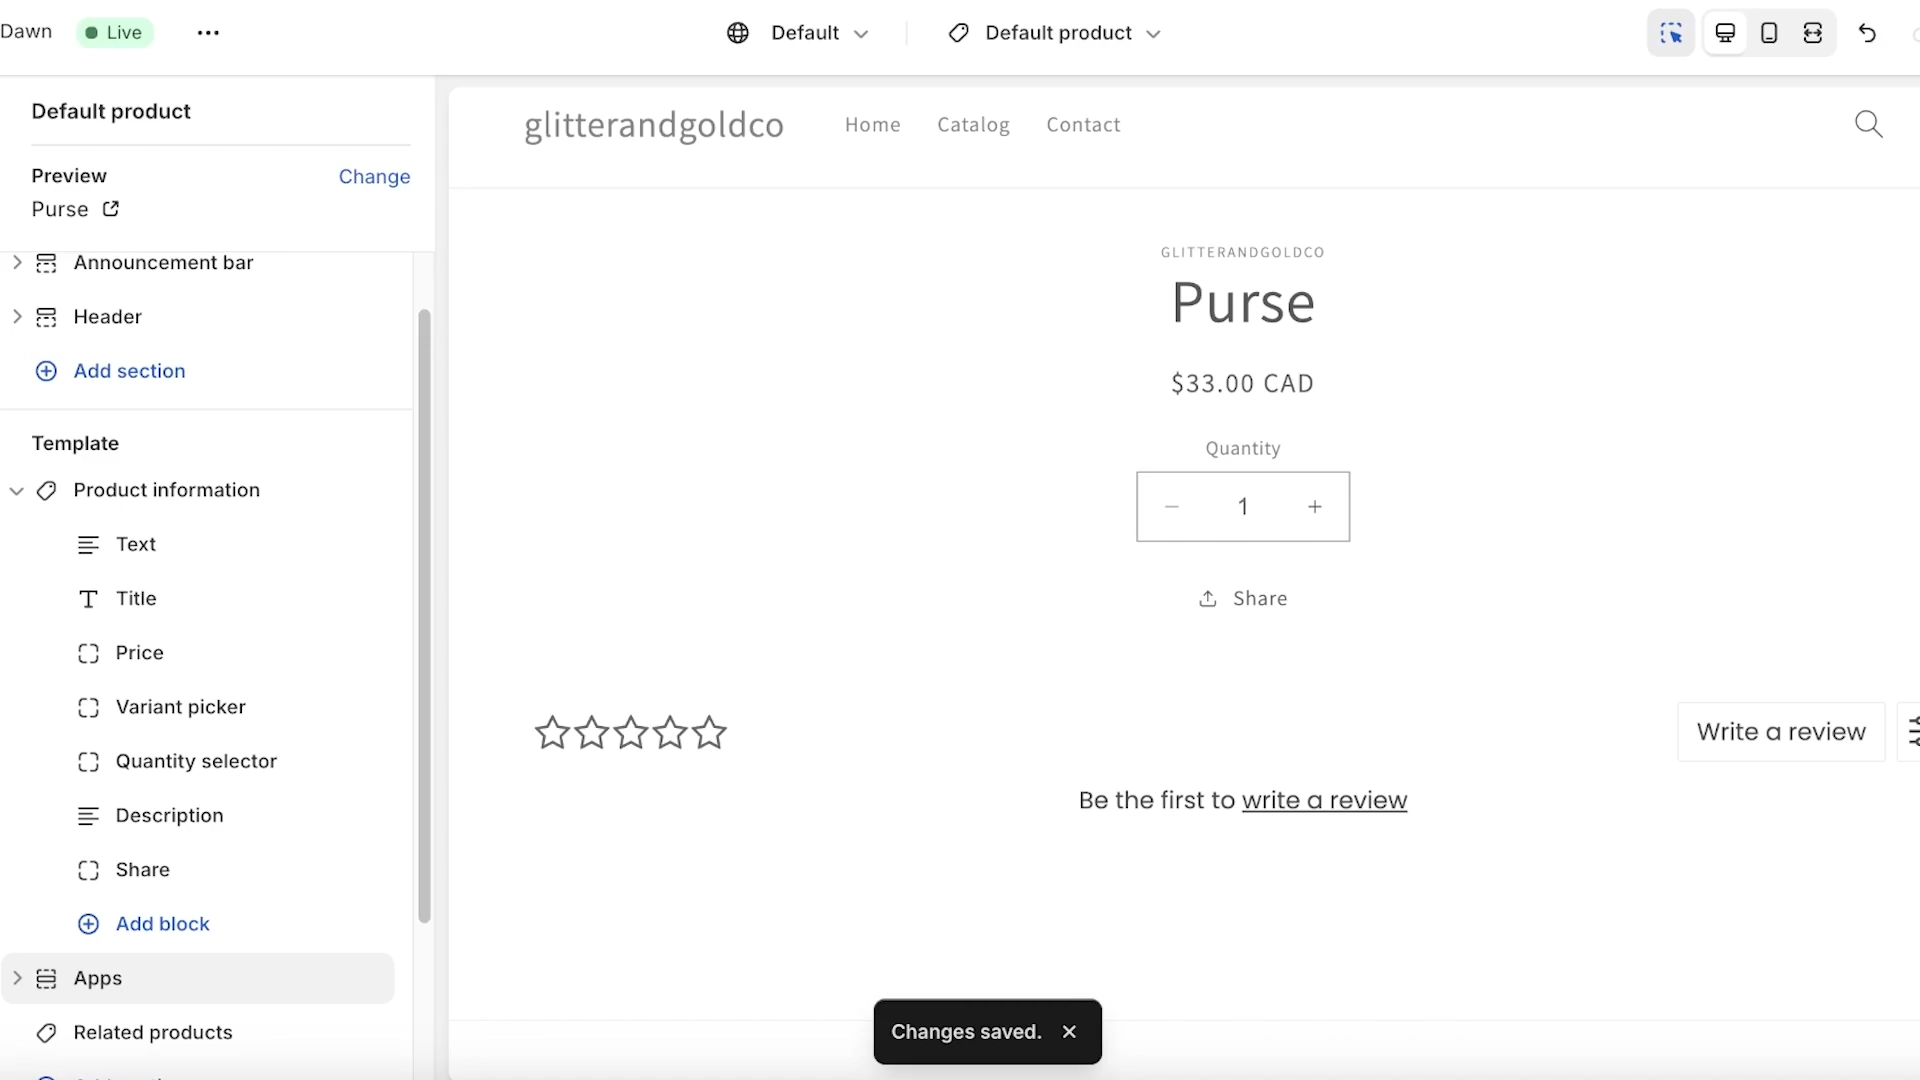 Dawn
Live
Default
Default product
Default product
Preview
Change
Purse
Announcement bar
Header
Add section
Template
Product information
Text
Title
Price
Variant picker
Quantity selector
Description
Share
Add block
Apps
Related products
glitterandgoldco
Home
Catalog
Contact
GLITTERANDGOLDCO
Purse
$33.00 CAD
Quantity
1
Share
Write a review
Be the first to write a review
Changes saved.